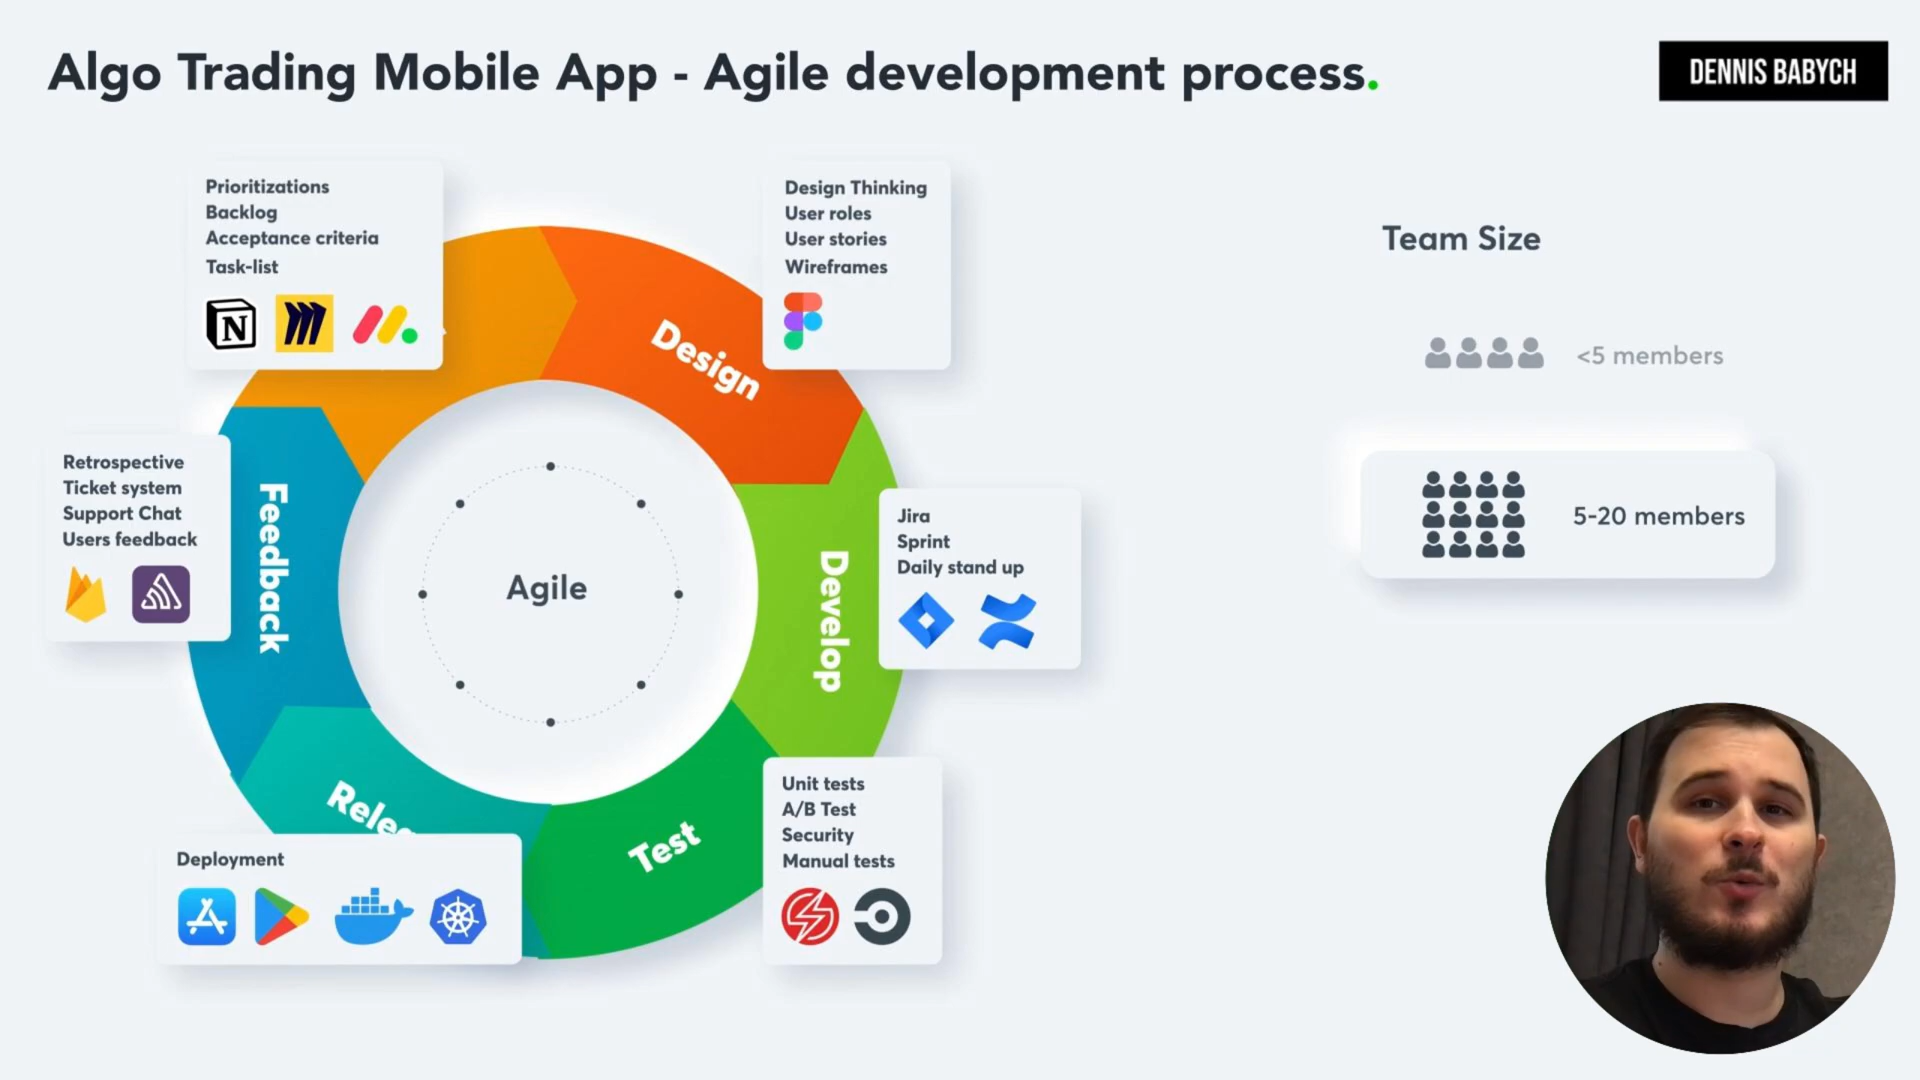 Algo Trading Mobile App - Agile development process.
DENNIS BABYCH
Prioritizations
Backlog
Acceptance criteria
Task-list
N
Design Thinking
User roles
User stories
Wireframes
Design
Team Size
<5 members
5-20 members
Retrospective
Ticket system
Support Chat
Users feedback
Feedback
Agile
Develop
Jira
Sprint
Daily stand up
Deployment
Test
Unit tests
A/B Test
Security
Manual tests